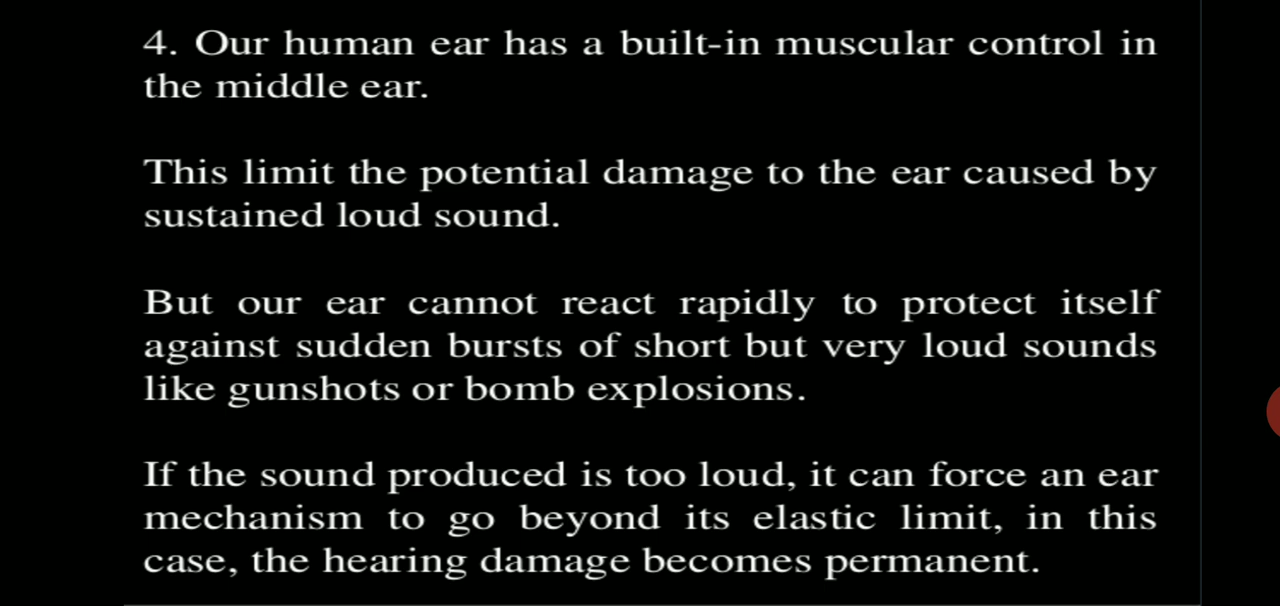 4. Our human ear has a built-in muscular control in
the middle ear.
This limit the potential damage to the ear caused by
sustained loud sound.
But our ear cannot react rapidly to protect itself
against sudden bursts of short but very loud sounds
like gunshots or bomb explosions.
If the sound produced is too loud, it can force an ear
mechanism to go beyond its elastic limit, in this
case, the hearing damage becomes permanent.